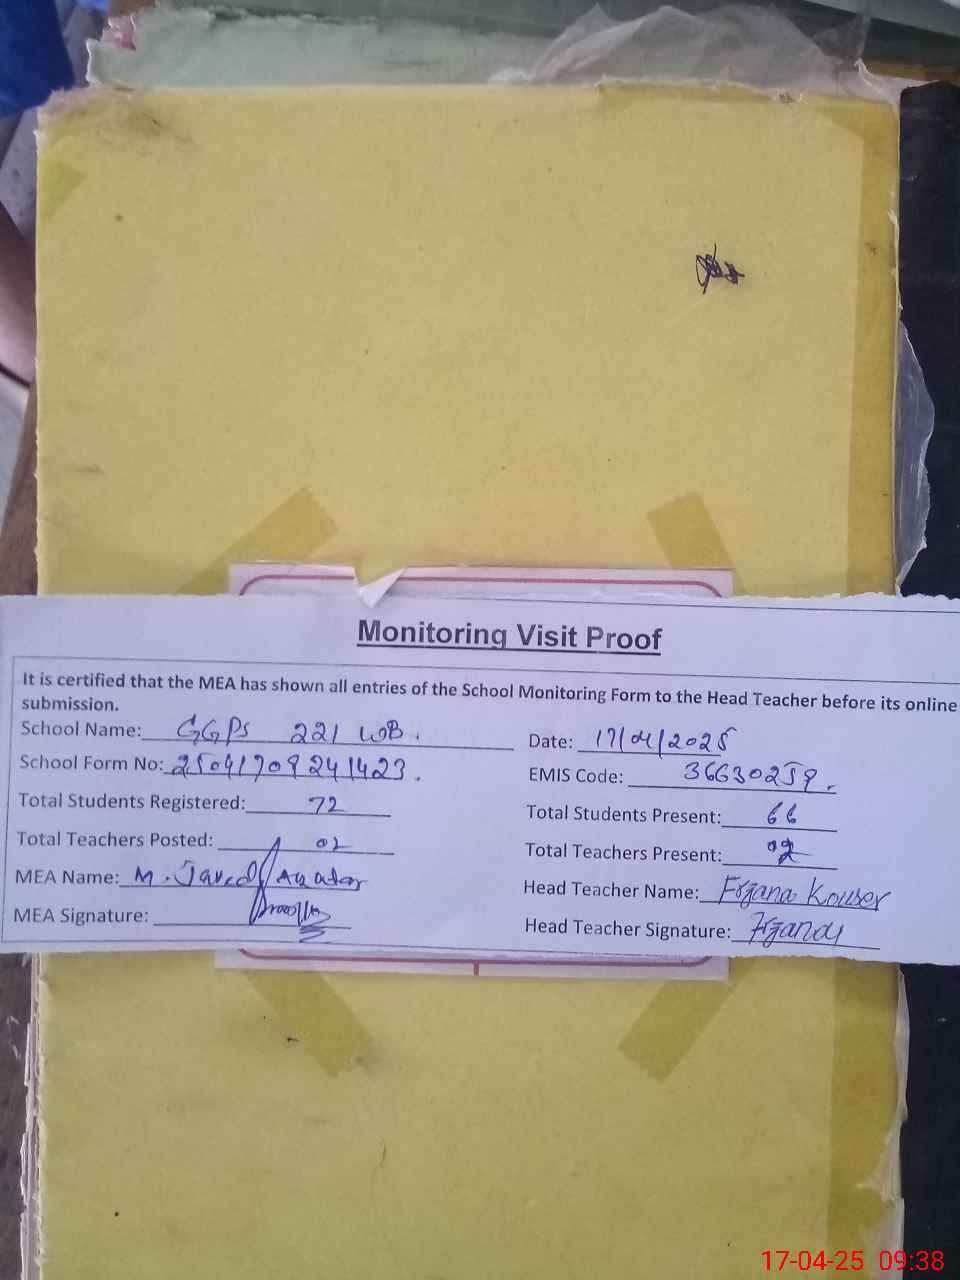 Monitoring Visit Proof
It is certified that the MEA has shown all entries of the School Monitoring Form to the Head Teacher before its online
submission.
School Name: GGPS 221 WB.
Date: 17/04/2025
School Form No: 25041709241423.
EMIS Code: 36630259.
Total Students Registered: 72
Total Students Present: 66
Total Teachers Posted: 02
Total Teachers Present: 02
MEA Name: M. Javed
Head Teacher Name: Frzana Kouser
MEA Signature:
Head Teacher Signature:
17-04-25 09:38